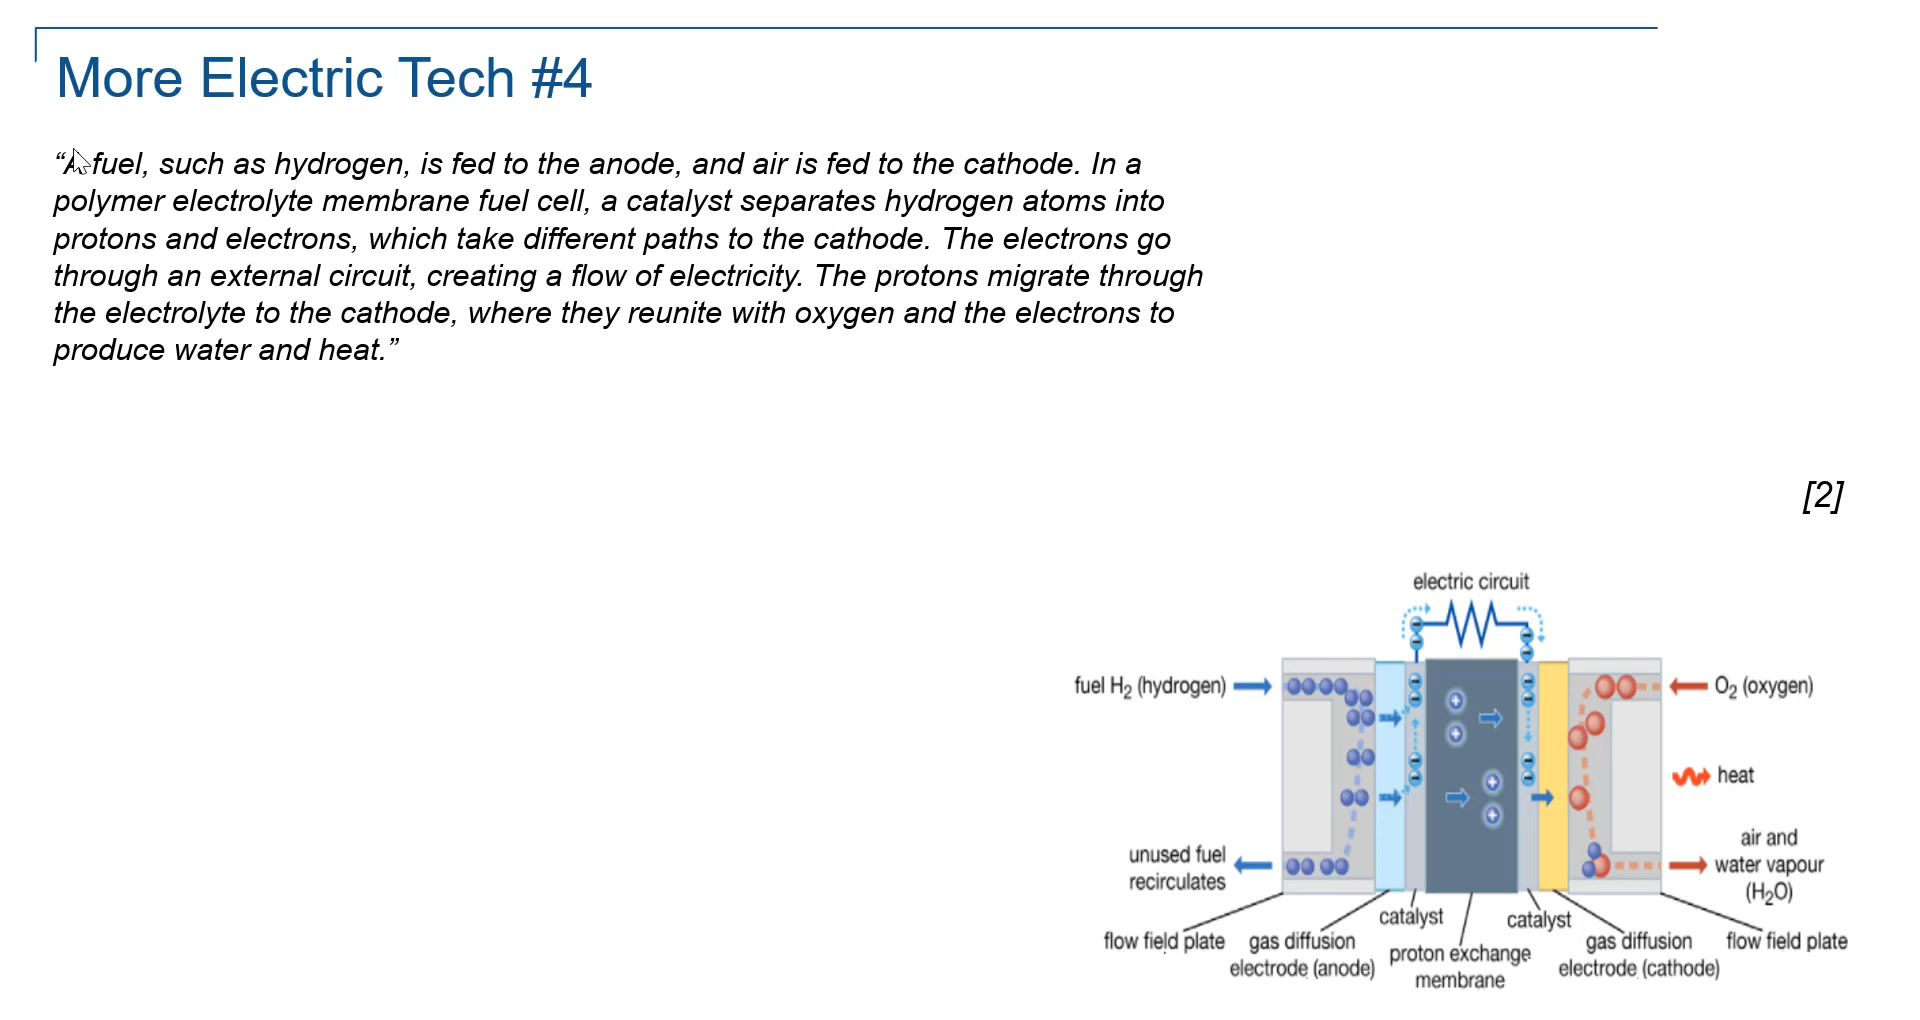 More Electric Tech #4
“A fuel, such as hydrogen, is fed to the anode, and air is fed to the cathode. In a
polymer electrolyte membrane fuel cell, a catalyst separates hydrogen atoms into
protons and electrons, which take different paths to the cathode. The electrons go
through an external circuit, creating a flow of electricity. The protons migrate through
the electrolyte to the cathode, where they reunite with oxygen and the electrons to
produce water and heat.”
[2]
electric circuit
fuel H₂ (hydrogen)
O₂ (oxygen)
heat
unused fuel
recirculates
air and
water vapour
(H₂O)
flow field plate
gas diffusion
electrode (anode)
catalyst
proton exchange
membrane
catalyst
gas diffusion
electrode (cathode)
flow field plate